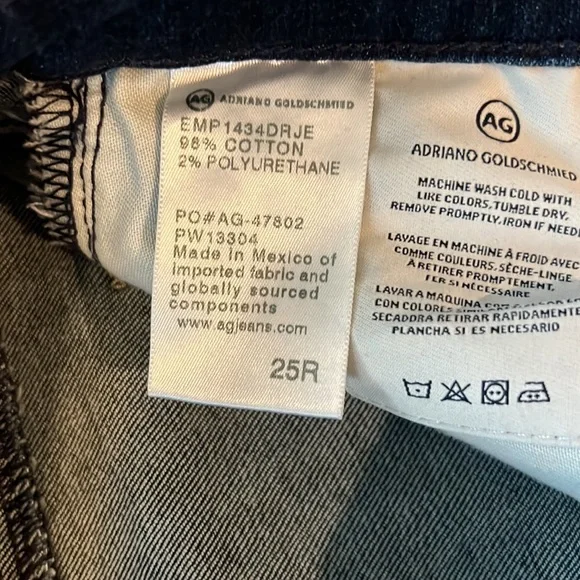 AG ADRIANO GOLDSCHMIED
EMP1434DRJE
98% COTTON
2% POLYURETHANE
PO#AG-47802
PW13304
Made in Mexico of
imported fabric and
globally sourced
components
www.agjeans.com
25R
AG
ADRIANO GOLDSCHMIED
MACHINE WASH COLD WITH
LIKE COLORS, TUMBLE DRY,
REMOVE PROMPTLY, IRON IF
LAVAGE EN MACHINE À FROID AVEC
COMME COULEURS, SÈCHE-LINGE
À RETIRER PROMPTEMENT.
FER SI NÉCESSAIRE
LAVAR A MAQUINA CON
CON COLORES
SECADORA RETIRAR RAPIDAMENTE
PLANCHA SI ES NECESARIO